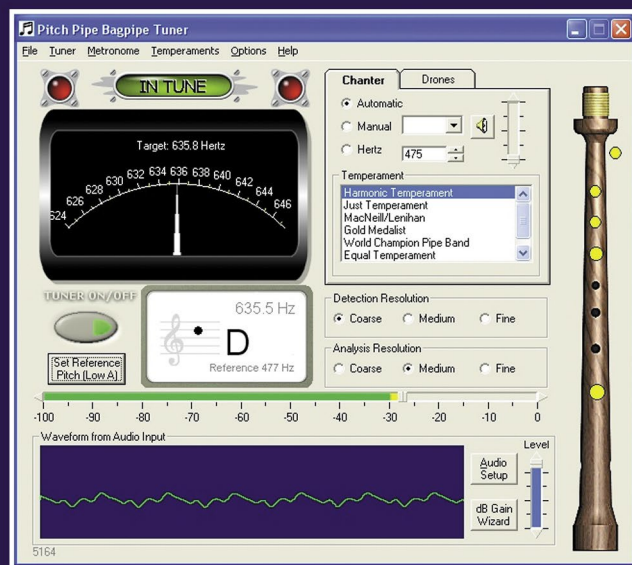 Pitch Pipe Bagpipe Tuner
File Tuner Metronome Temperaments Options Help
IN TUNE
Target: 635.8 Hertz
624 626 628 630 632 634 636 638 640 642 644 646
TUNER ON/OFF
Set Reference
Pitch (Low A)
635.5 Hz
D
Reference 477 Hz
Chanter Drones
Automatic
Manual
Hertz 475
Temperament
Harmonic Temperament
Just Temperament
MacNeill/Lenihan
Gold Medalist
World Champion Pipe Band
Equal Temperament
Detection Resolution
Coarse Medium Fine
Analysis Resolution
Coarse Medium Fine
-100 -90 -80 -70 -60 -50 -40 -30 -20 -10 0
Waveform from Audio Input
Level
Audio
Setup
dB Gain
Wizard
5164